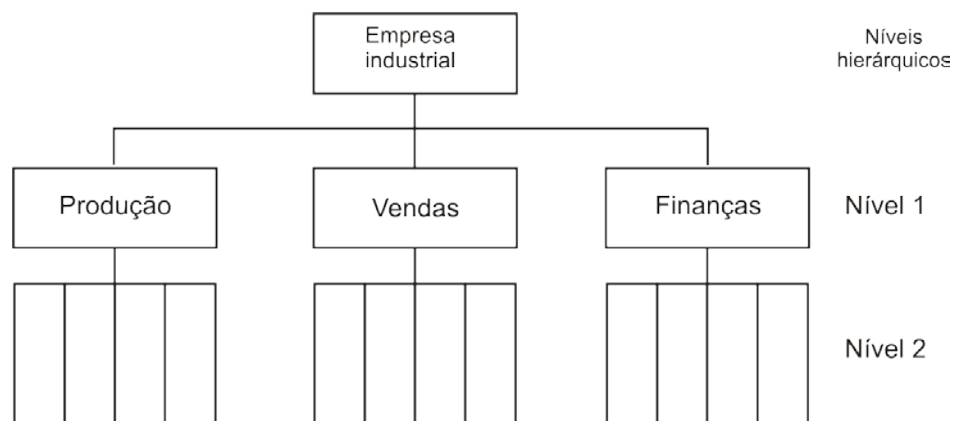 Empresa
industrial
Níveis
hierárquicos
Produção
Vendas
Finanças
Nível 1
Nível 2